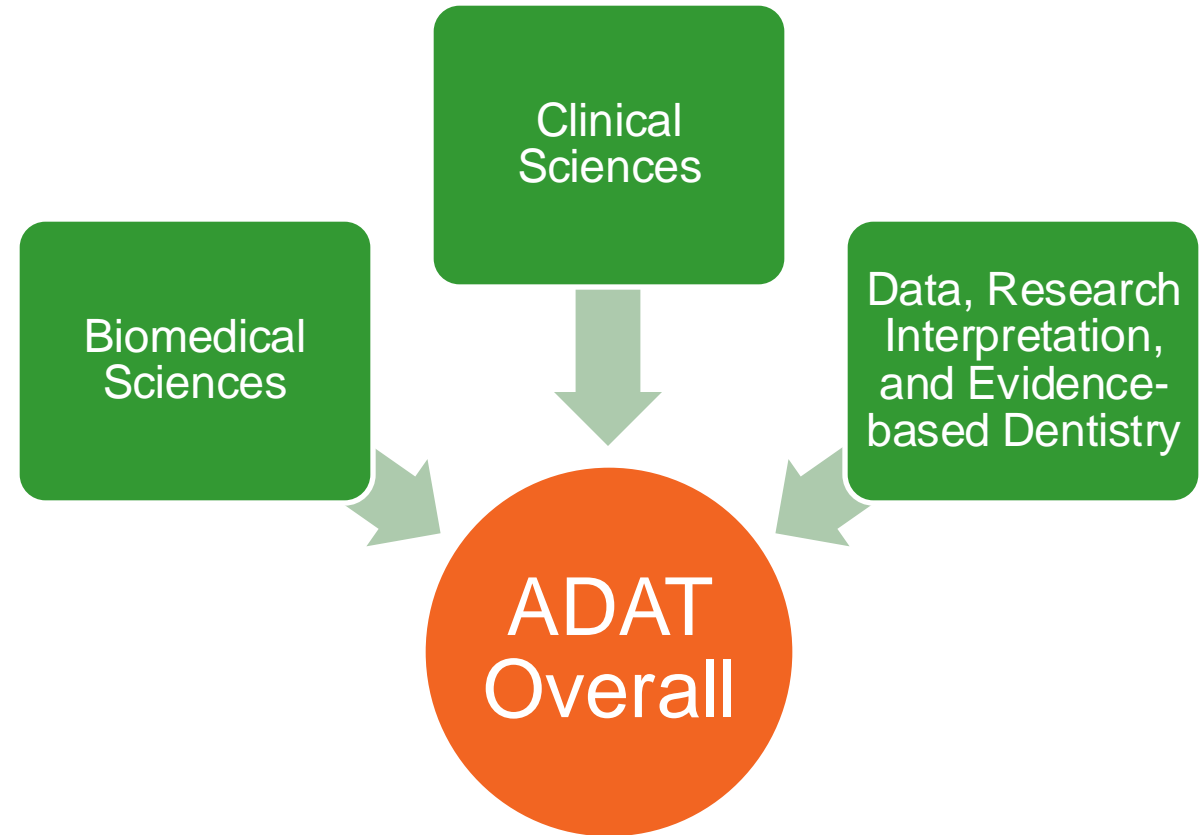 Clinical
Sciences
Biomedical
Sciences
Data, Research
Interpretation,
and Evidence-
based Dentistry
ADAT
Overall